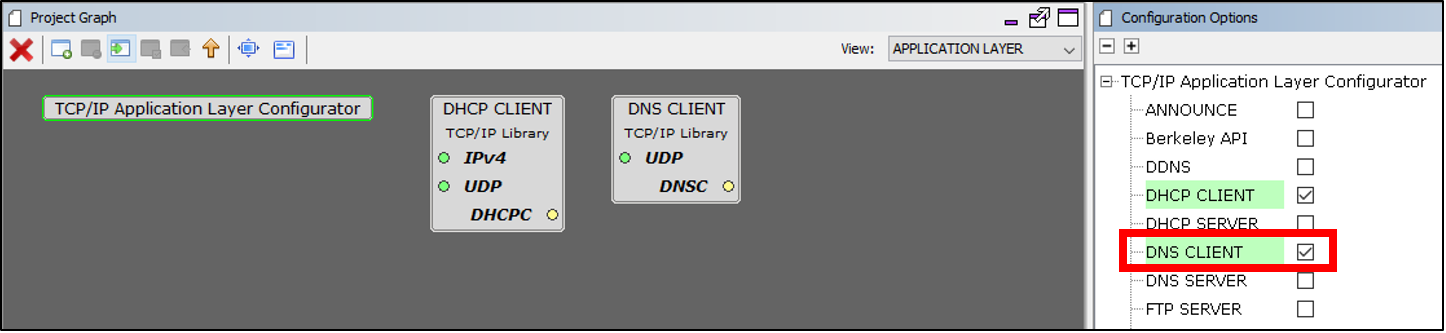 Project Graph
View: APPLICATION LAYER
TCP/IP Application Layer Configurator
DHCP CLIENT
TCP/IP Library
IPv4
UDP
DHCPC
DNS CLIENT
TCP/IP Library
UDP
DNSC
Configuration Options
TCP/IP Application Layer Configurator
ANNOUNCE
Berkeley API
DDNS
DHCP CLIENT
DHCP SERVER
DNS CLIENT
DNS SERVER
FTP SERVER